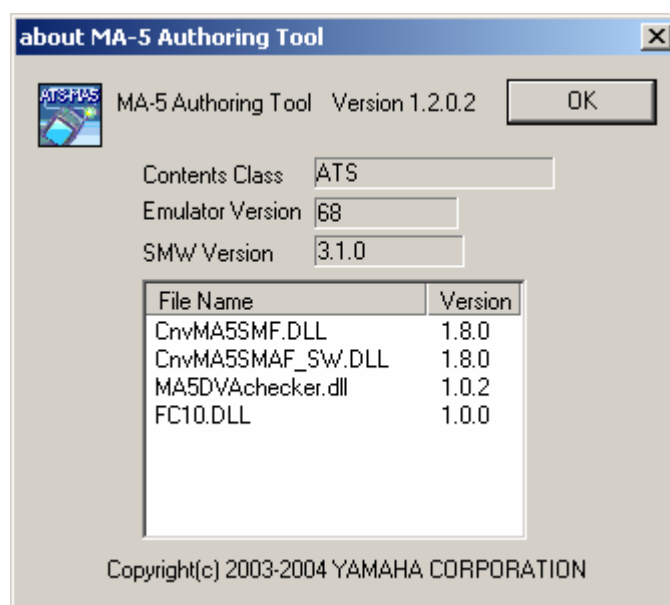 about MA-5 Authoring Tool
ATS-MA5
MA-5 Authoring Tool Version 1.2.0.2
OK
Contents Class ATS
Emulator Version 68
SMW Version 3.1.0
File Name Version
CnvMA5SMF.DLL 1.8.0
CnvMA5SMAF_SW.DLL 1.8.0
MA5DVAchecker.dll 1.0.2
FC10.DLL 1.0.0
Copyright(c) 2003-2004 YAMAHA CORPORATION